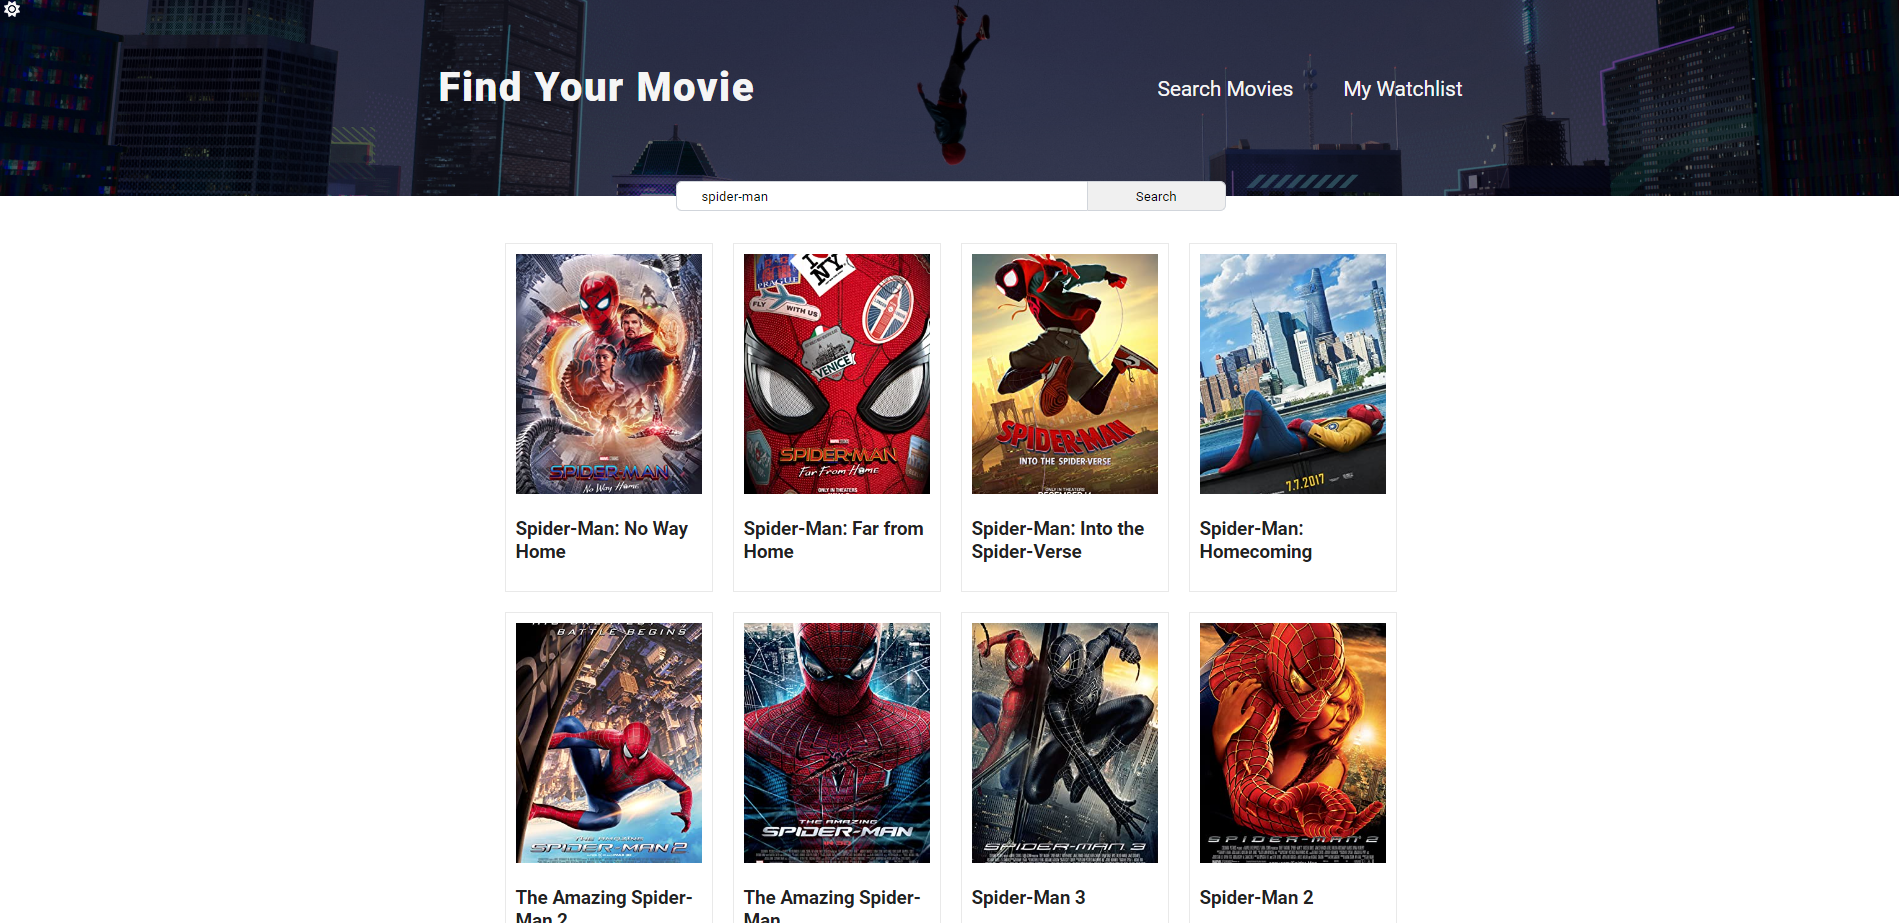 Find Your Movie
Search Movies
My Watchlist
spider-man
Search
FLY
WITH US
I
NY
VENICE
SPIDER-MAN
No Way Home
SPIDER-MAN
Far From Home
ONLY IN THEATERS
SPIDER-MAN
INTO THE SPIDER-VERSE
ONLY IN THEATERS
7.7.2017
Spider-Man: No Way
Home
Spider-Man: Far from
Home
Spider-Man: Into the
Spider-Verse
Spider-Man:
Homecoming
BATTLE BEGINS
THE AMAZING
SPIDER-MAN 2
THE AMAZING
SPIDER-MAN
SPIDER-MAN 3
SPIDER-MAN 2
The Amazing Spider-
Man 2
The Amazing Spider-
Man
Spider-Man 3
Spider-Man 2